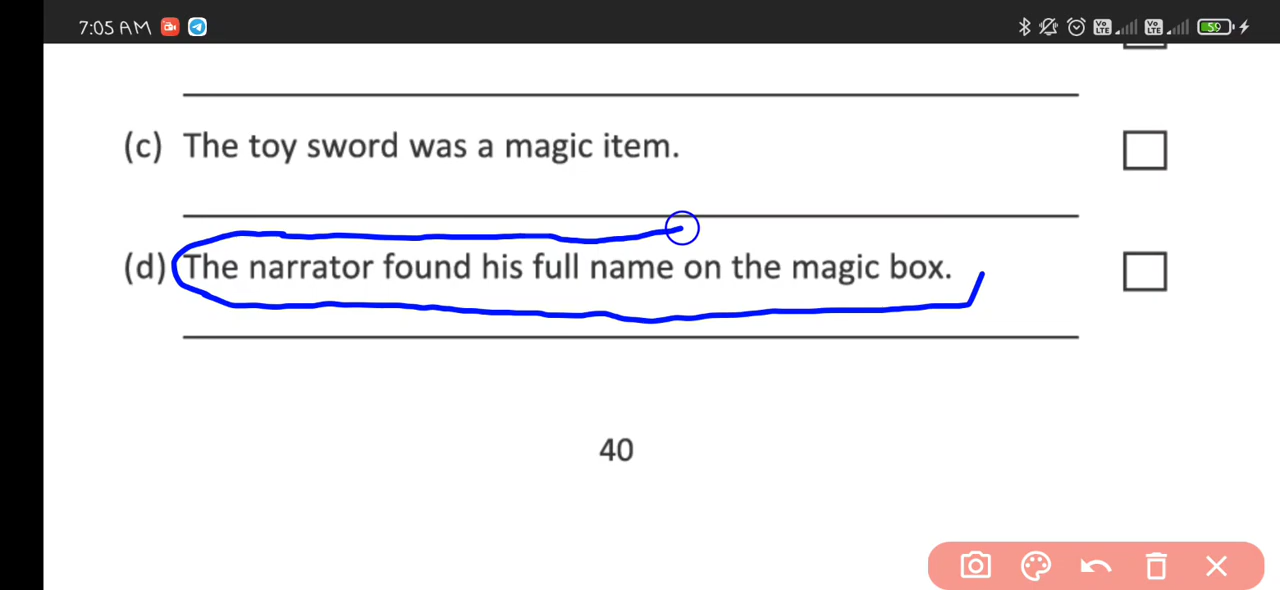 7:05 AM
59
(c) The toy sword was a magic item.
(d) The narrator found his full name on the magic box.
40